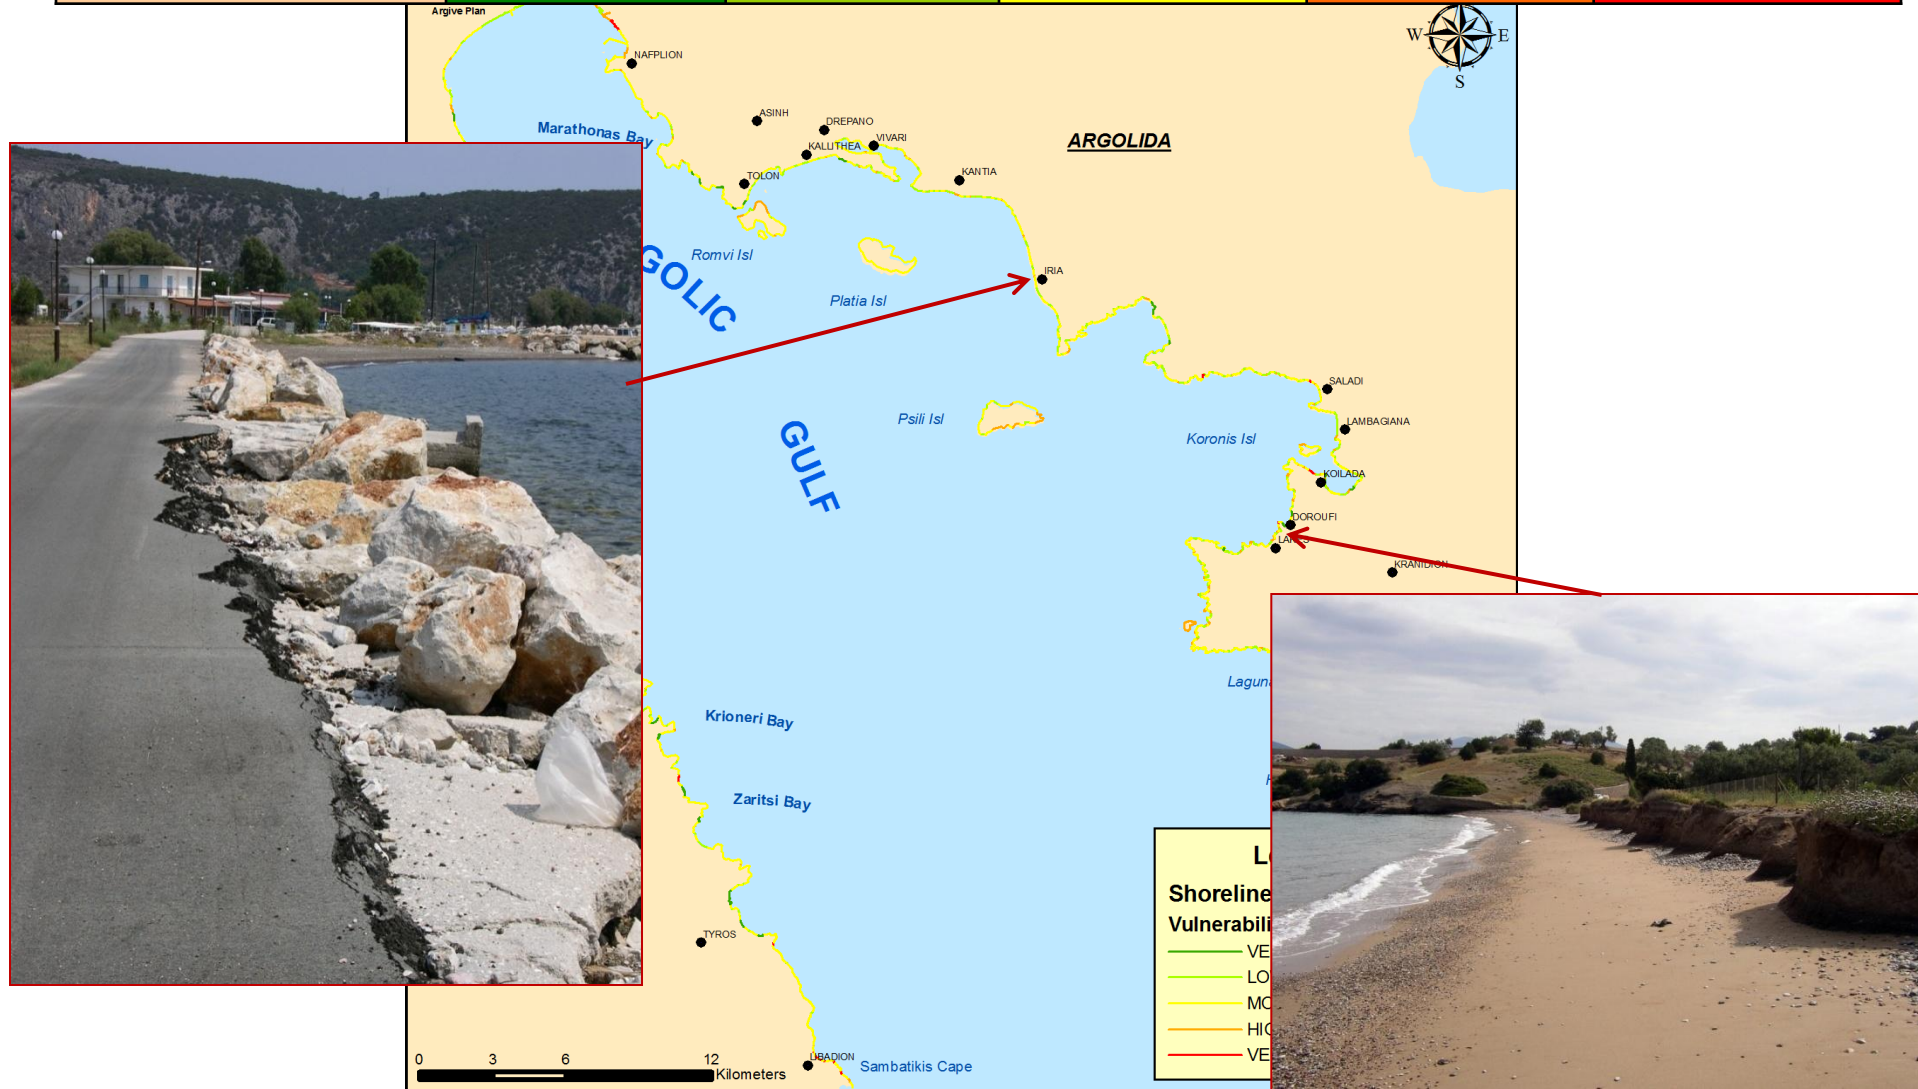 Argive Plan
W
E
S
NAFPLION
ASINH
DREPANO
Marathonas Bay
VIVARI
ARGOLIDA
KALLITHEA
KANTIA
TOLON
Romvi Isl
GOLIC
IRIA
Platia Isl
SALADI
Psili Isl
LAMBAGIANA
Koronis Isl
GULF
KOILADA
DOROUFI
KRANIDION
Krioneri Bay
Zaritsi Bay
Shoreline
TYROS
0 3 6 12
Kilometers
LIBADION
Sambatikis Cape